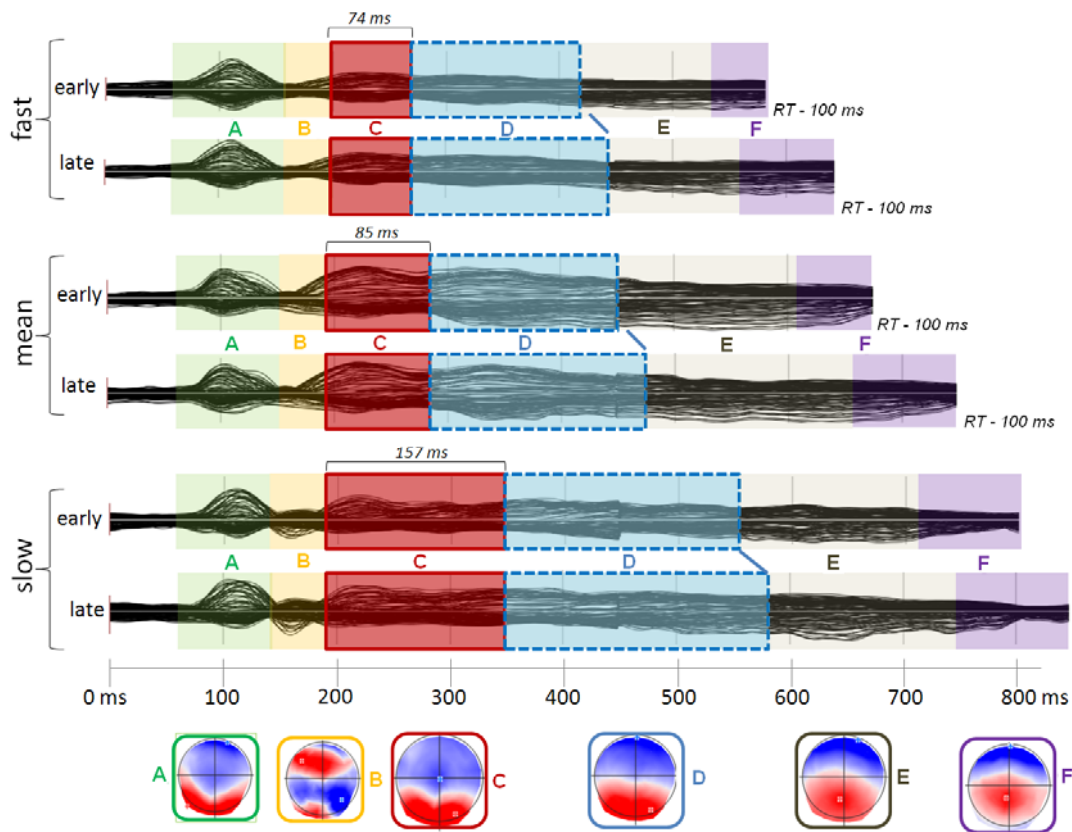 74 ms
fast
early
RT - 100 ms
A B C D E F
late
RT - 100 ms
85 ms
mean
early
RT - 100 ms
A B C D E F
late
RT - 100 ms
157 ms
slow
early
A B C D E F
late
0 ms 100 200 300 400 500 600 700 800 ms
A B C D E F